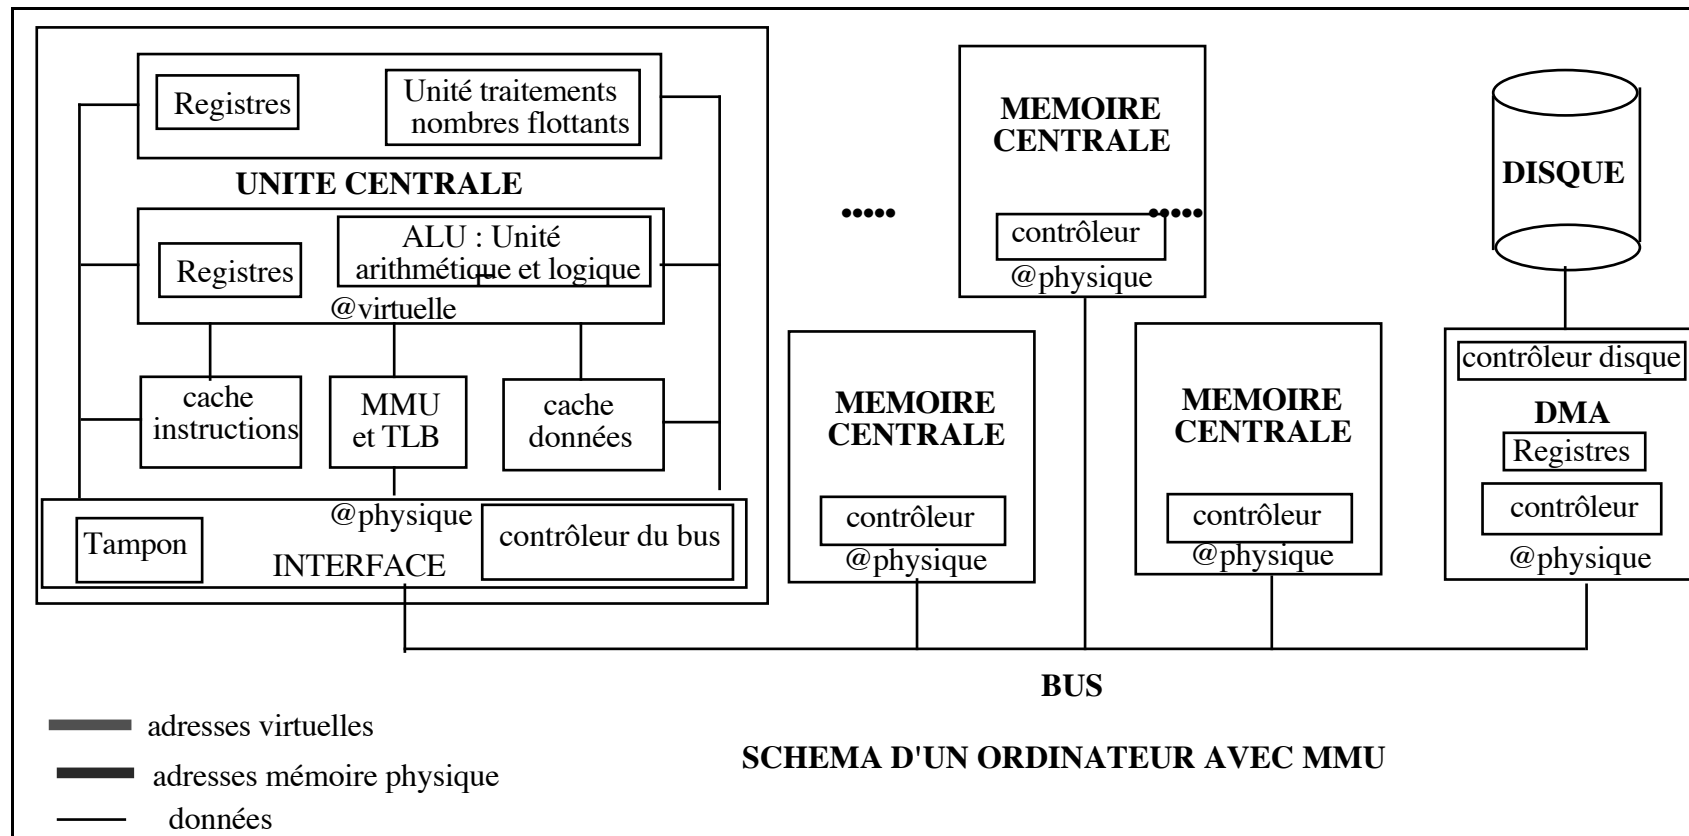 Registres
Unité traitements
nombres flottants
UNITE CENTRALE
Registres
ALU : Unité
arithmétique et logique
@virtuelle
cache
instructions
MMU
et TLB
cache
données
@physique
Tampon
INTERFACE
contrôleur du bus
MEMOIRE
CENTRALE
•••••
•••••
contrôleur
@physique
MEMOIRE
CENTRALE
contrôleur
@physique
MEMOIRE
CENTRALE
contrôleur
@physique
DISQUE
contrôleur disque
DMA
Registres
contrôleur
@physique
BUS
adresses virtuelles
adresses mémoire physique
données
SCHEMA D'UN ORDINATEUR AVEC MMU